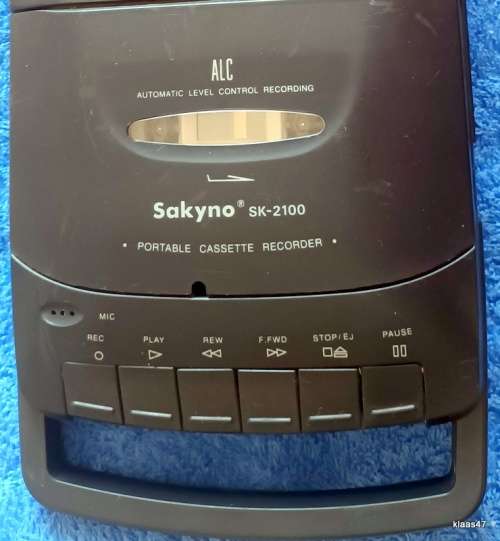 ALC
AUTOMATIC LEVEL CONTROL RECORDING
Sakyno® SK-2100
• PORTABLE CASSETTE RECORDER •
MIC
REC PLAY REW F.FWD STOP/EJ PAUSE
klaas47